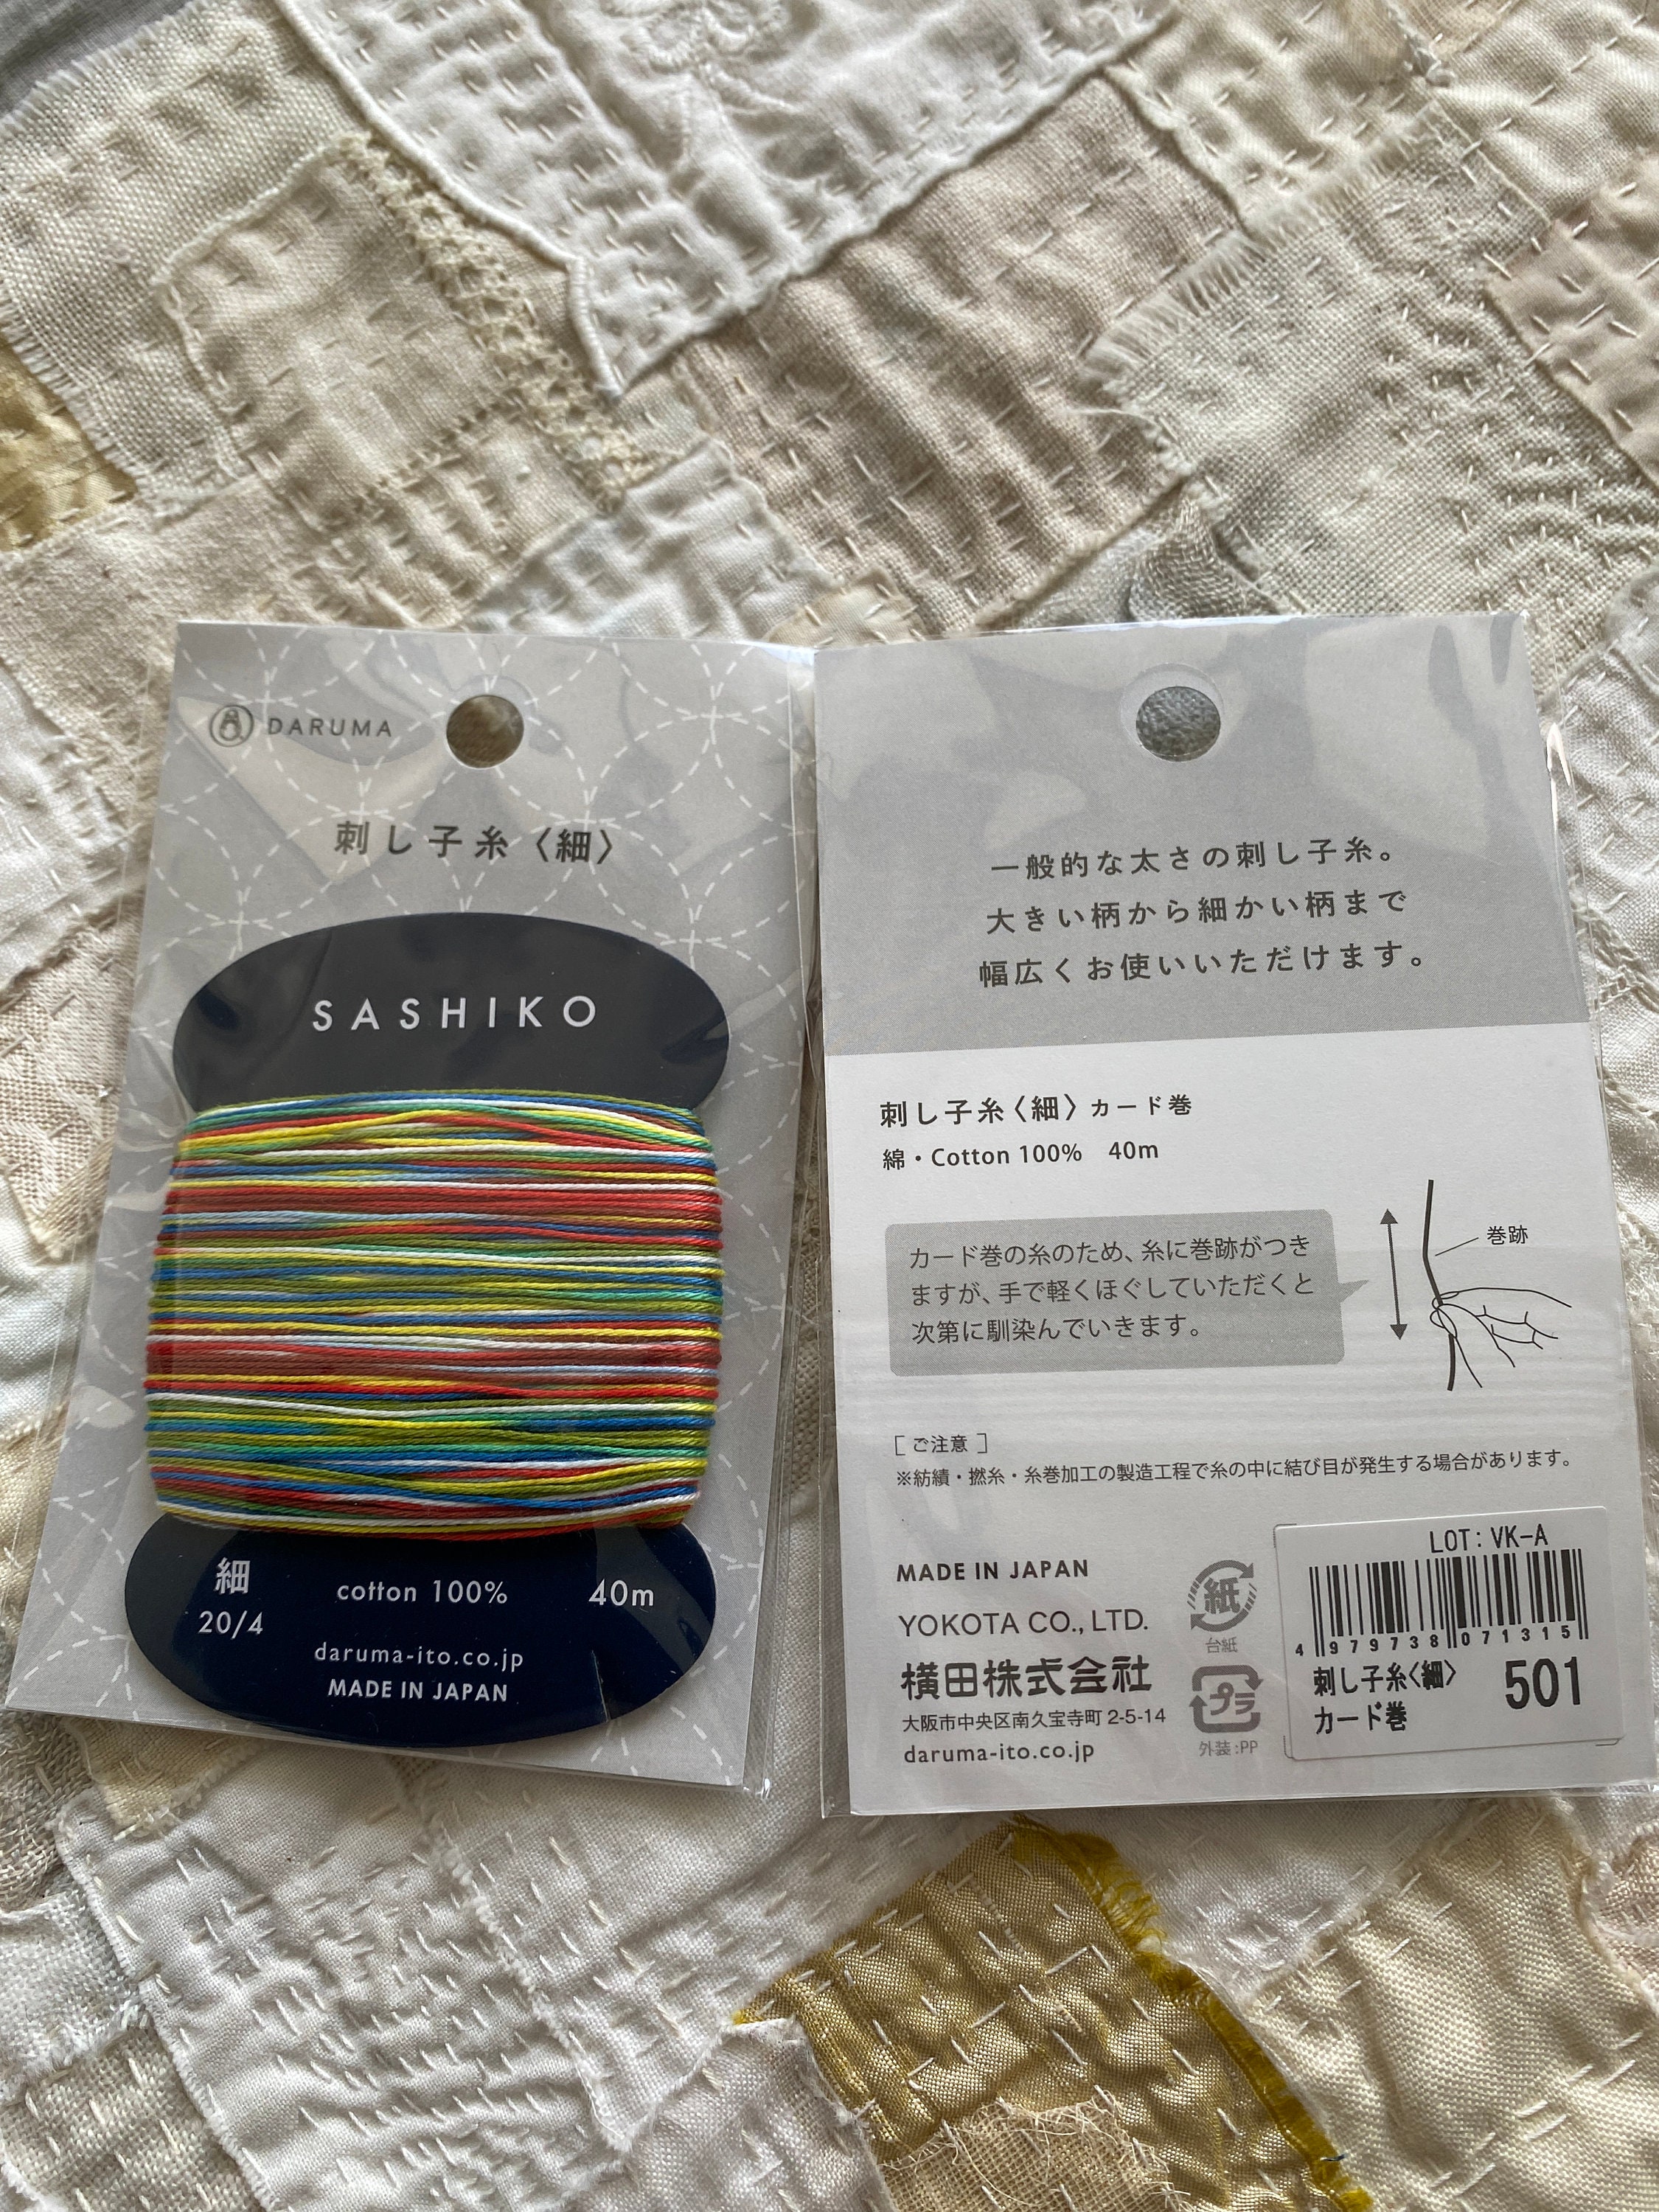 DARUMA
刺し子糸〈細〉
SASHIKO
細
20/4
cotton 100%
40m
daruma-ito.co.jp
MADE IN JAPAN
一般的な太さの刺し子糸。
大きい柄から細かい柄まで
幅広くお使いいただけます。
刺し子糸〈細〉カード巻
綿・Cotton 100% 40m
カード巻の糸のため、糸に巻跡がつき
ますが、手で軽くほぐしていただくと
次第に馴染んでいきます。
巻跡
［ご注意］
※紡績・撚糸・糸巻加工の製造工程で糸の中に結び目が発生する場合があります。
MADE IN JAPAN
YOKOTA CO., LTD.
横田株式会社
大阪市中央区南久宝寺町 2-5-14
daruma-ito.co.jp
紙
台紙
プラ
外装:PP
LOT: VK-A
4 979738 071315
刺し子糸〈細〉
カード巻
501